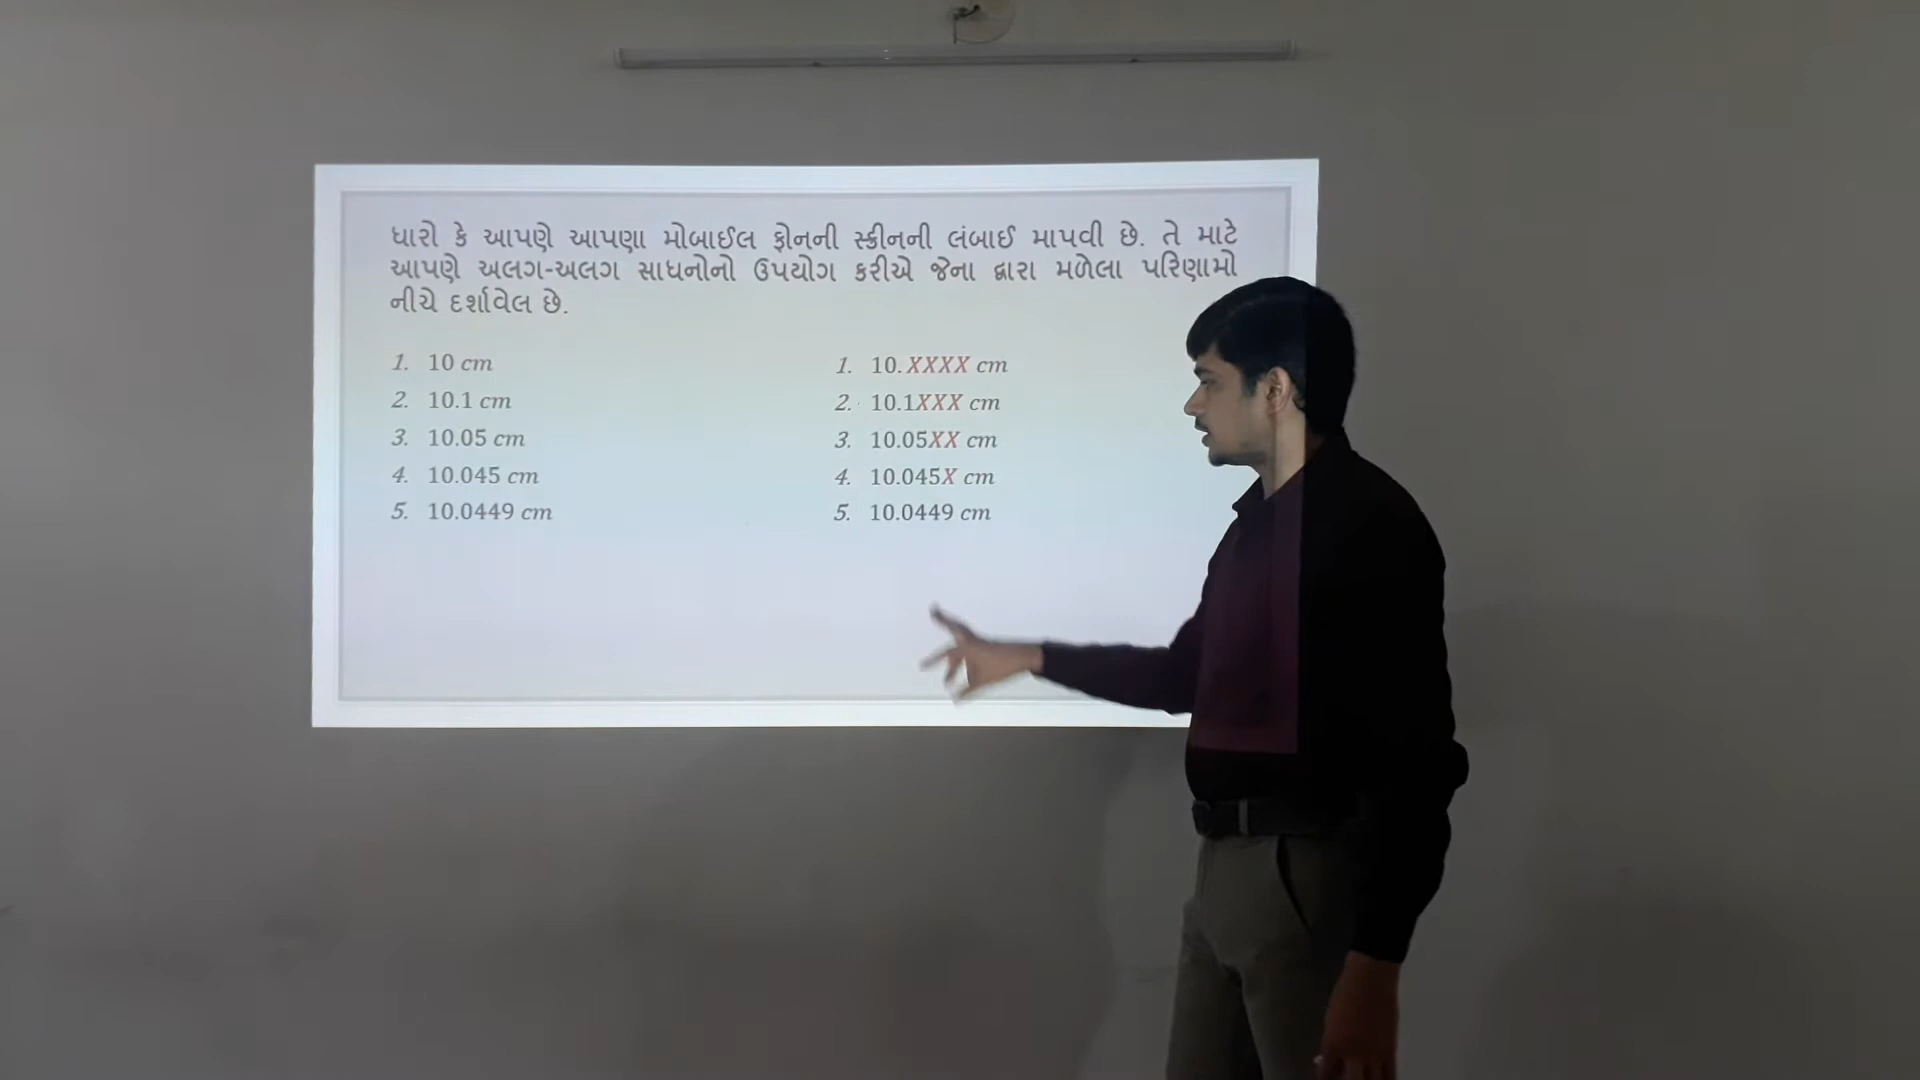 ધારો કે આપણે આપણા મોબાઈલ ફોનની સ્ક્રીનની લંબાઈ માપવી છે. તે માટે
આપણે અલગ-અલગ સાધનોનો ઉપયોગ કરીએ જેના દ્વારા મળેલા પરિણામો
નીચે દર્શાવેલ છે.
1. 10 cm
2. 10.1 cm
3. 10.05 cm
4. 10.045 cm
5. 10.0449 cm
1. 10.XXXX cm
2. 10.1XXX cm
3. 10.05XX cm
4. 10.045X cm
5. 10.0449 cm